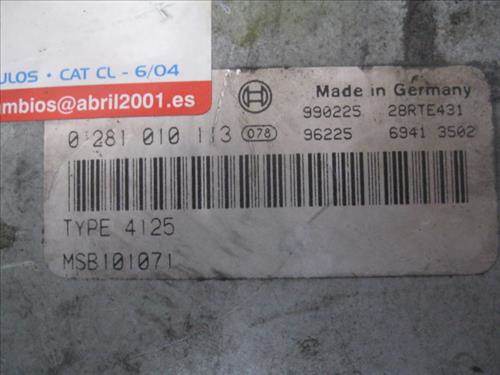 ULOS · CAT CL - 6/04
mbios@abril2001.es
Made in Germany
990225 28RTE431
0 281 010 113 078 96225 6941 3502
TYPE 4125
MSB101071